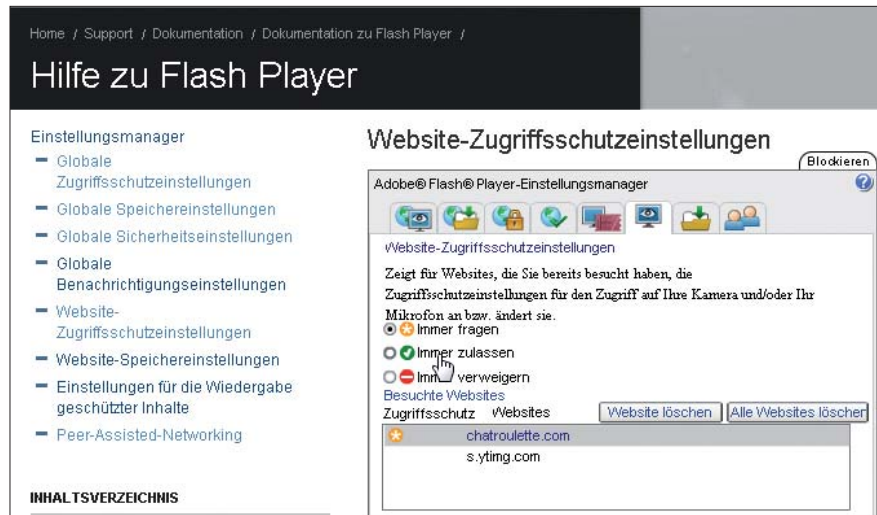 Home / Support / Dokumentation / Dokumentation zu Flash Player /
Hilfe zu Flash Player
Einstellungsmanager
Globale
Zugriffsschutzeinstellungen
Globale Speichereinstellungen
Globale Sicherheitseinstellungen
Globale
Benachrichtigungseinstellungen
Website-
Zugriffsschutzeinstellungen
Website-Speichereinstellungen
Einstellungen für die Wiedergabe
geschützter Inhalte
Peer-Assisted-Networking
INHALTSVERZEICHNIS
Website-Zugriffsschutzeinstellungen
Blockieren
Adobe® Flash® Player-Einstellungsmanager
Website-Zugriffsschutzeinstellungen
Zeigt für Websites, die Sie bereits besucht haben, die
Zugriffsschutzeinstellungen für den Zugriff auf Ihre Kamera und/oder Ihr
Mikrofon an bzw. ändert sie.
Immer fragen
Immer zulassen
Immer verweigern
Besuchte Websites
Zugriffsschutz Websites Website löschen Alle Websites löschen
chatroulette.com
s.ytimg.com